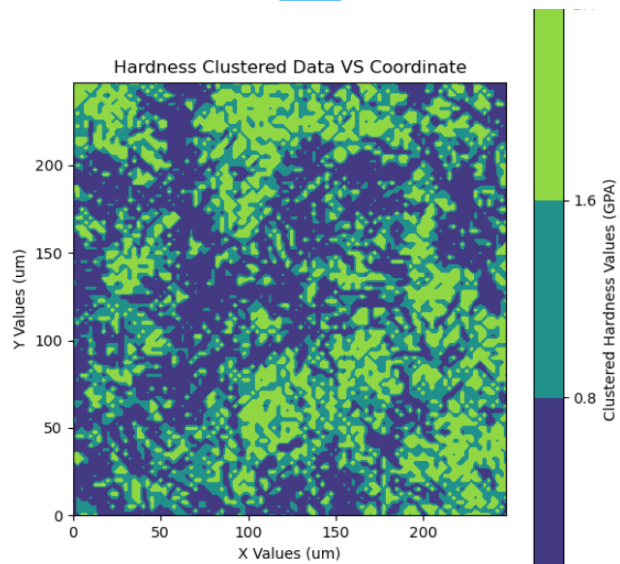 Hardness Clustered Data VS Coordinate
200
150
100
50
0
0 50 100 150 200
X Values (um)
Y Values (um)
1.6
0.8
Clustered Hardness Values (GPA)